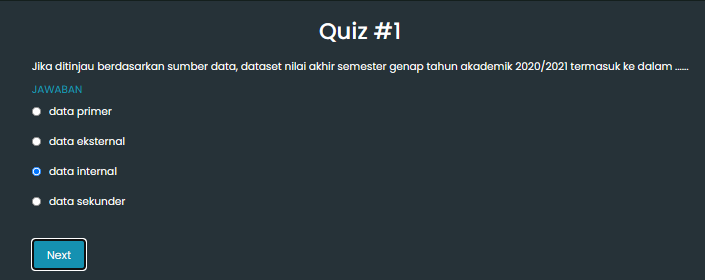 Quiz #1
Jika ditinjau berdasarkan sumber data, dataset nilai akhir semester genap tahun akademik 2020/2021 termasuk ke dalam ......
JAWABAN
data primer
data eksternal
data internal
data sekunder
Next